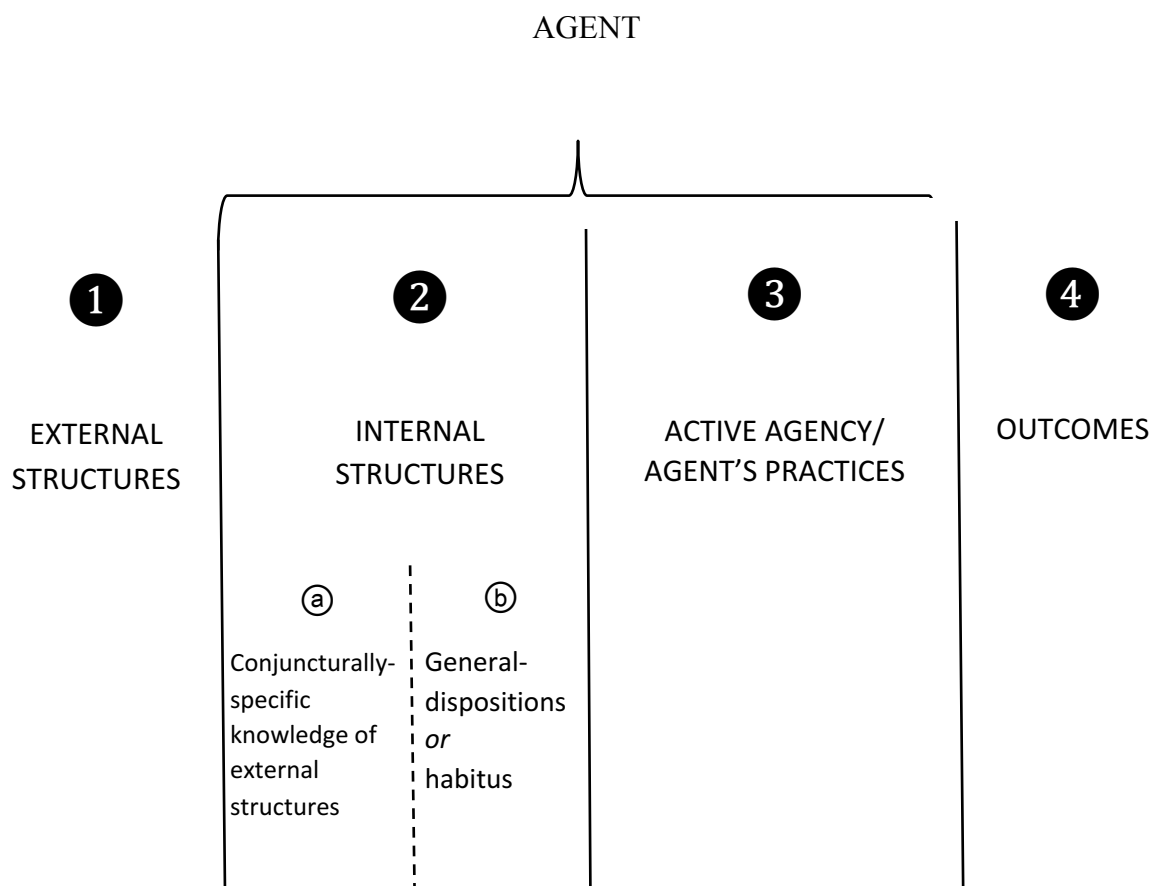 AGENT
1
2
3
4
EXTERNAL
STRUCTURES
INTERNAL
STRUCTURES
ACTIVE AGENCY/
AGENT’S PRACTICES
OUTCOMES
a
Conjuncturally-
specific
knowledge of
external
structures
b
General-
dispositions
or
habitus